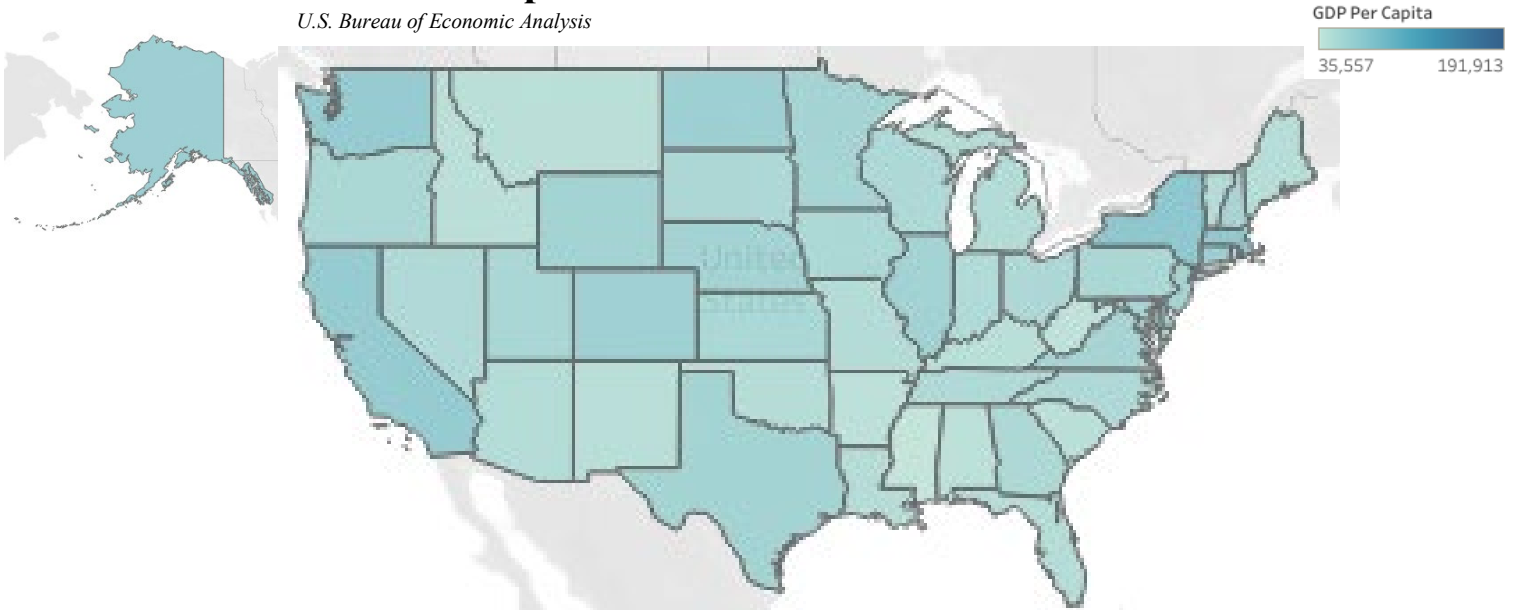 U.S. Bureau of Economic Analysis
GDP Per Capita
35,557 191,913
United
States